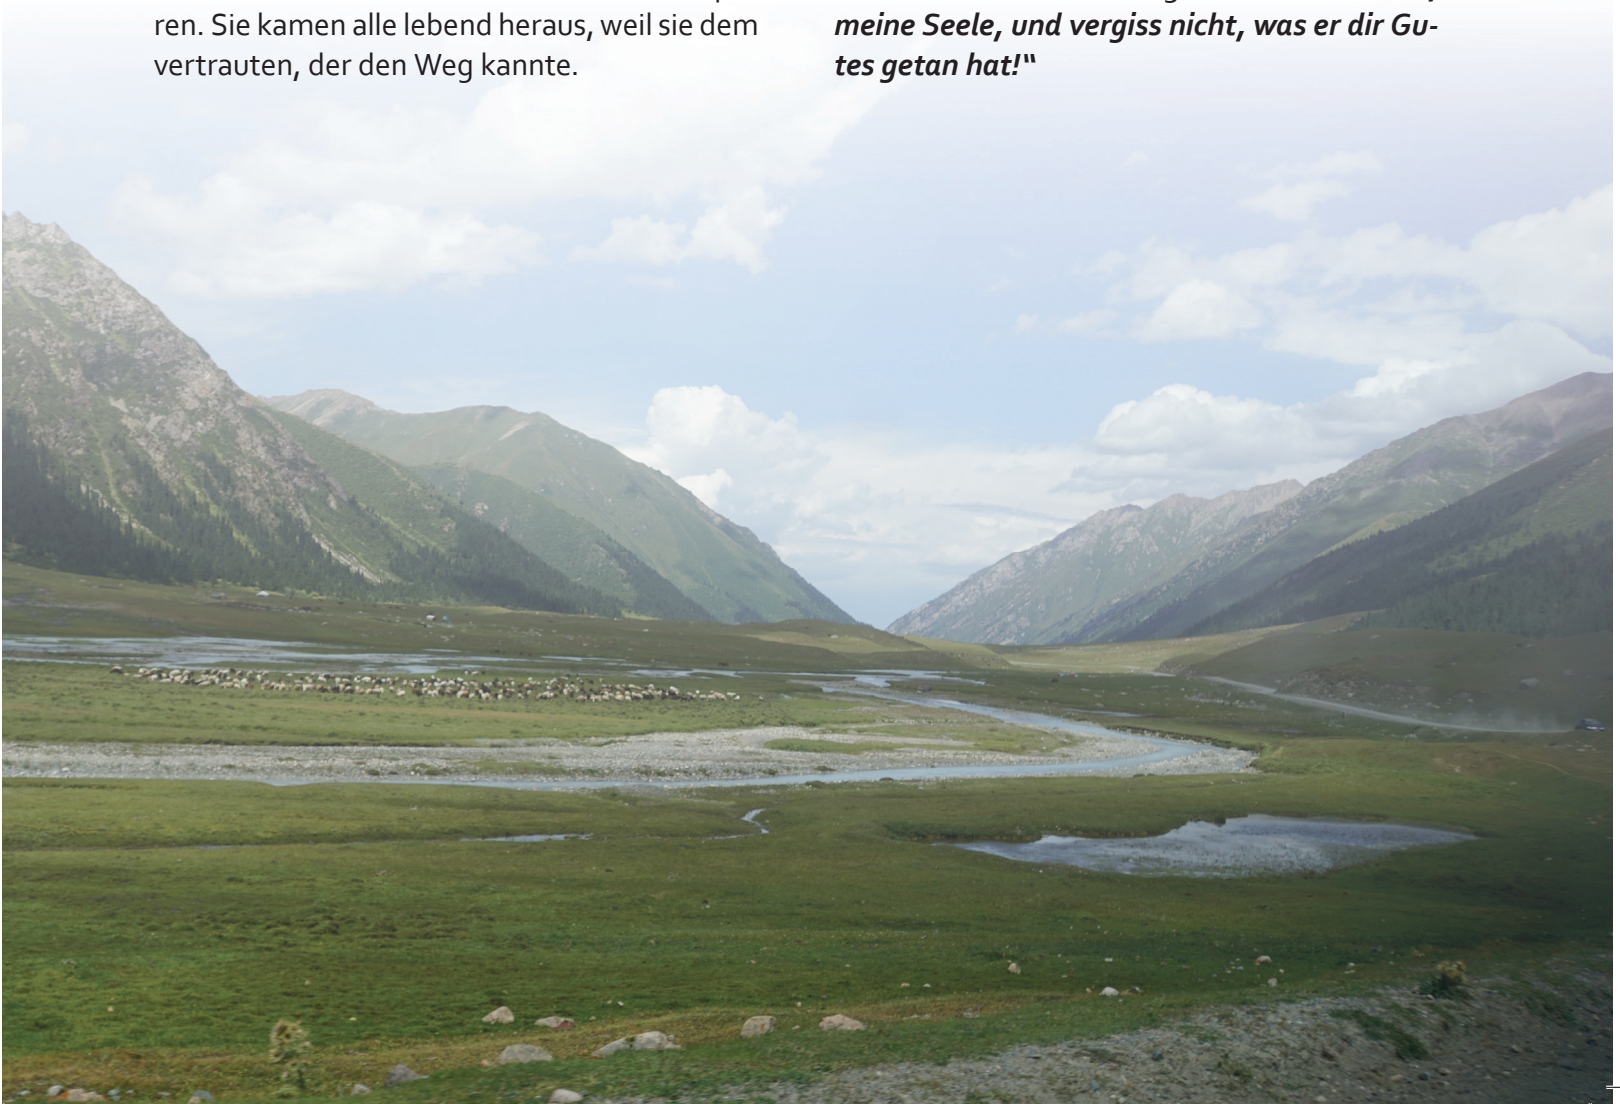 ren. Sie kamen alle lebend heraus, weil sie dem
vertrauten, der den Weg kannte.
meine Seele, und vergiss nicht, was er dir Gu-
tes getan hat!“